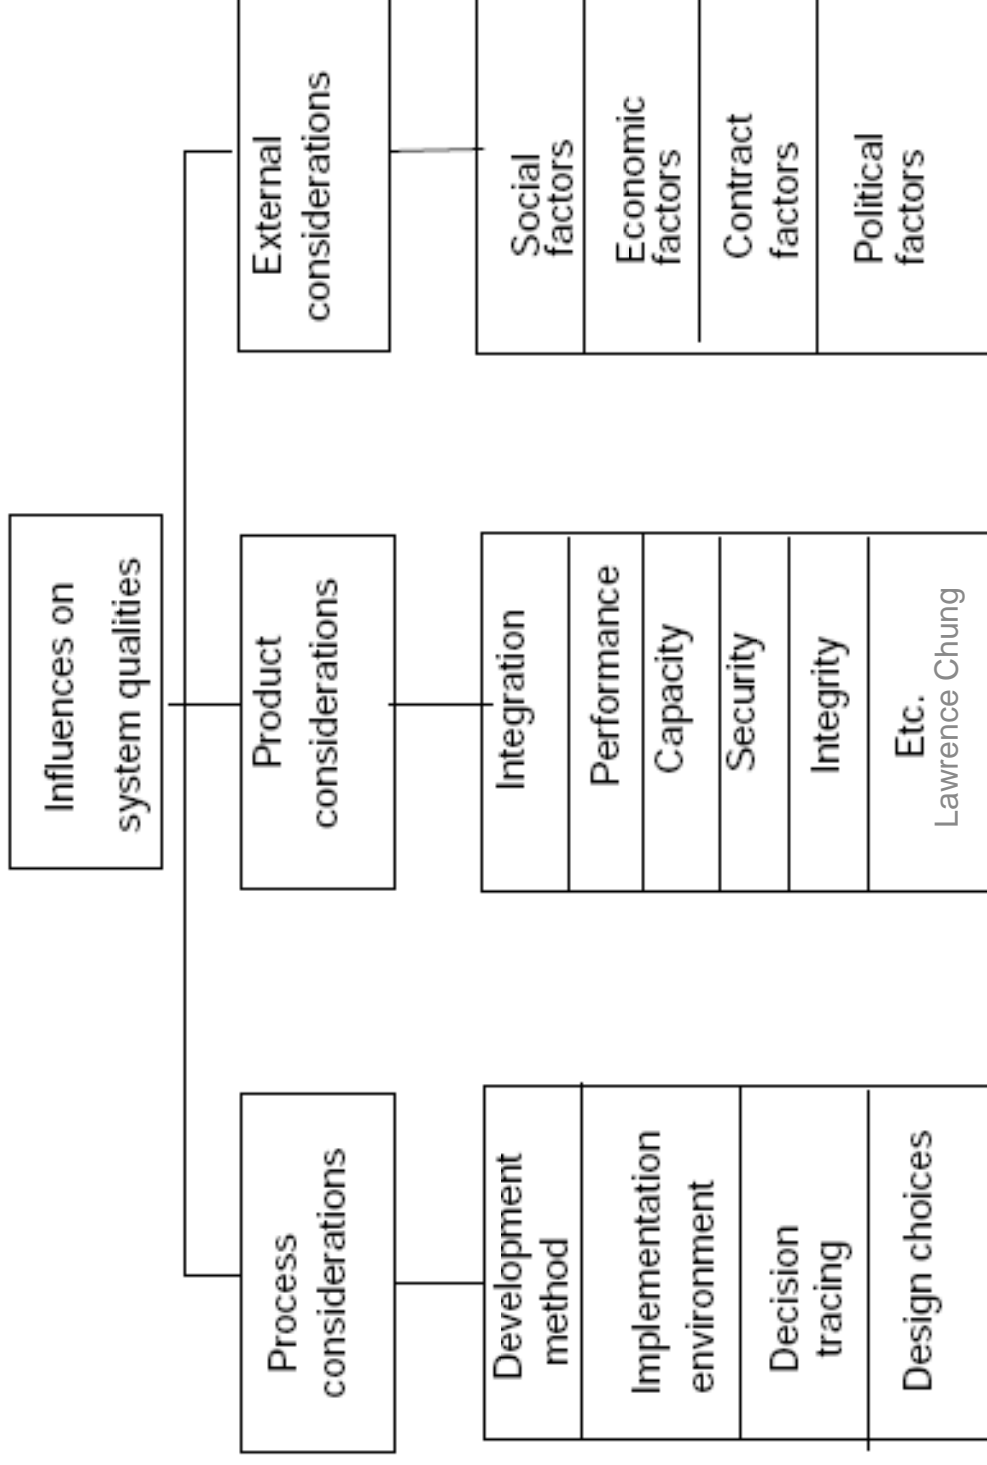 Influences on
system qualities
Process
considerations
Product
considerations
External
considerations
Development
method
Implementation
environment
Decision
tracing
Design choices
Integration
Performance
Capacity
Security
Integrity
Etc.
Lawrence Chung
Social
factors
Economic
factors
Contract
factors
Political
factors